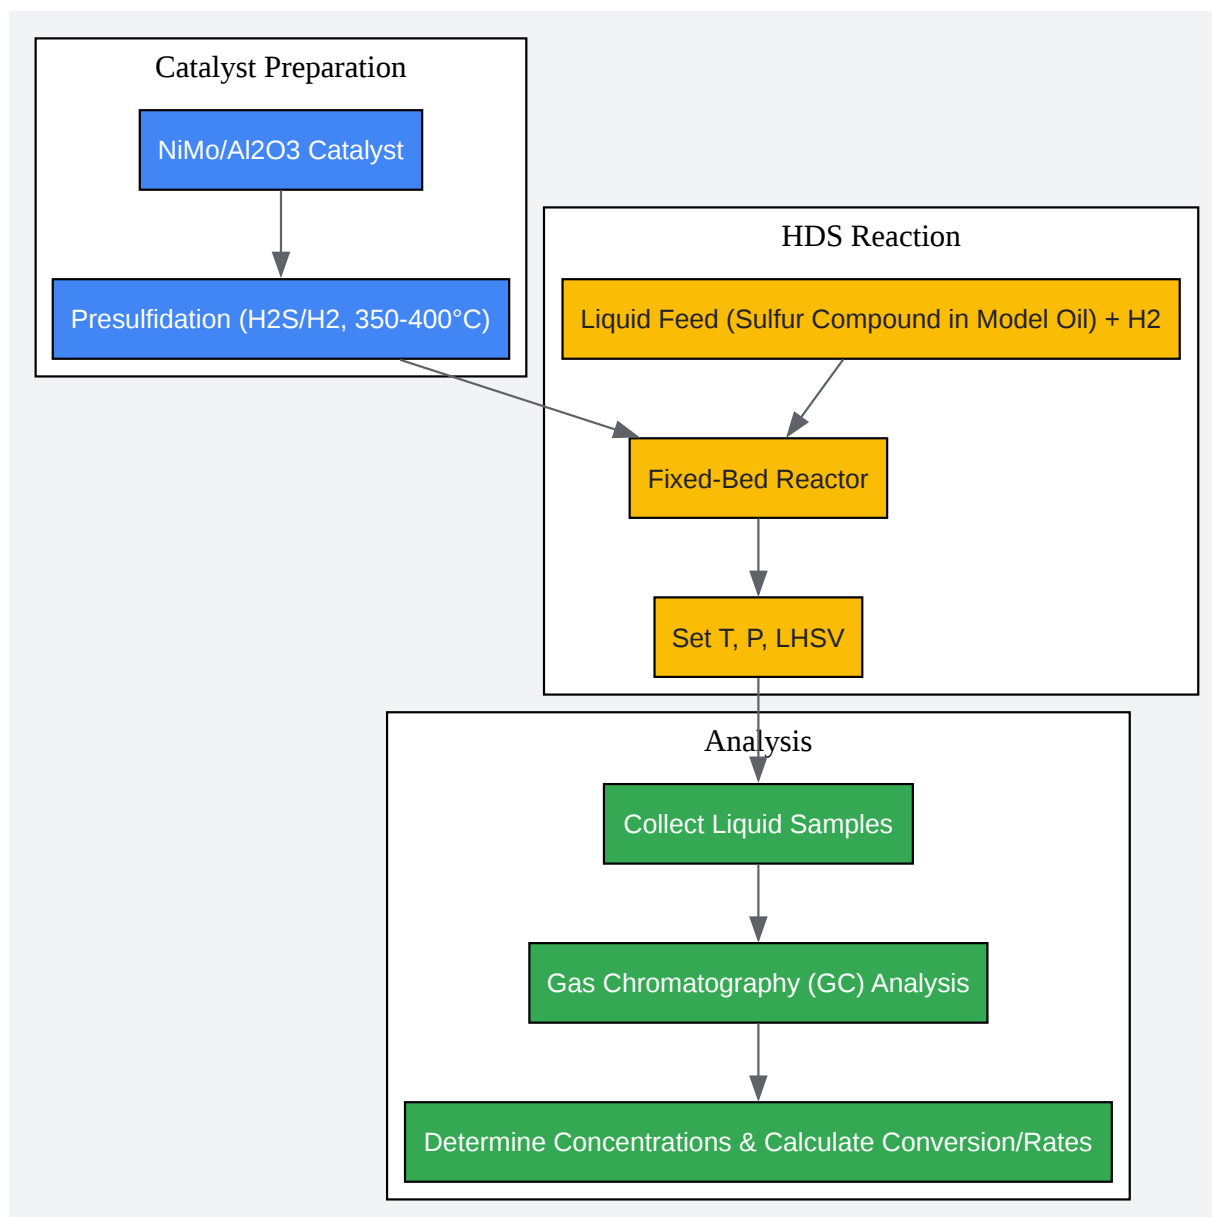 Catalyst Preparation
NiMo/Al2O3 Catalyst
Presulfidation (H2S/H2, 350-400°C)
HDS Reaction
Liquid Feed (Sulfur Compound in Model Oil) + H2
Fixed-Bed Reactor
Set T, P, LHSV
Analysis
Collect Liquid Samples
Gas Chromatography (GC) Analysis
Determine Concentrations & Calculate Conversion/Rates